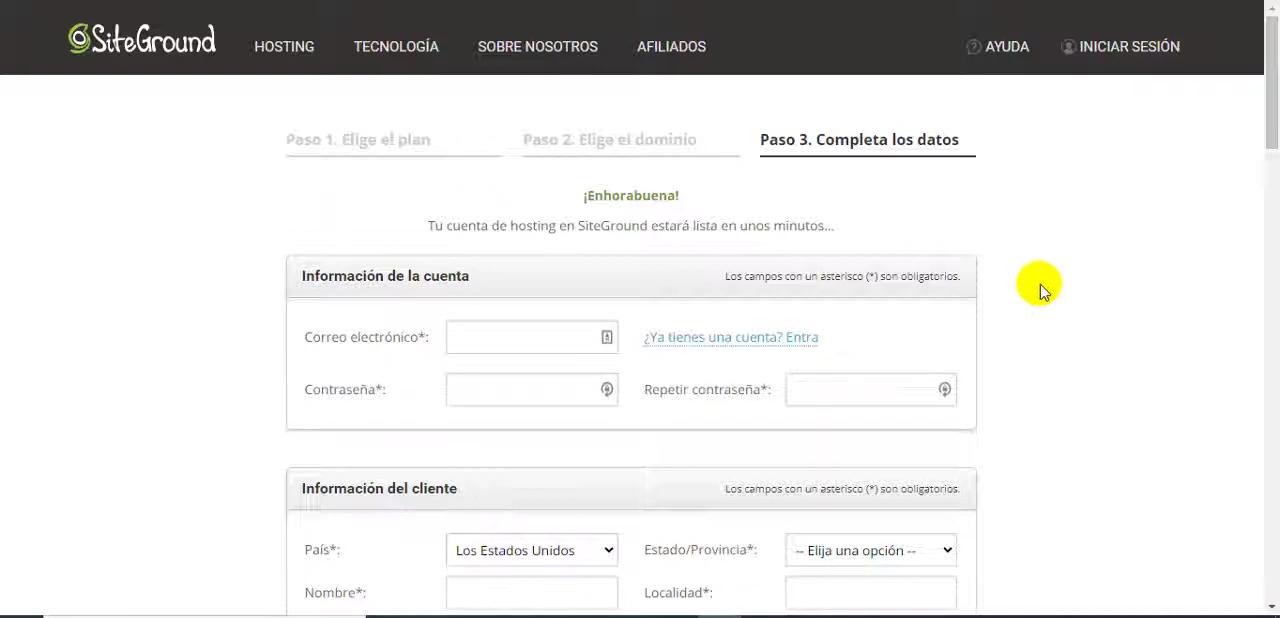 SiteGround HOSTING TECNOLOGÍA SOBRE NOSOTROS AFILIADOS AYUDA INICIAR SESIÓN
Paso 1. Elige el plan Paso 2. Elige el dominio Paso 3. Completa los datos
¡Enhorabuena!
Tu cuenta de hosting en SiteGround estará lista en unos minutos...
Información de la cuenta Los campos con un asterisco (*) son obligatorios.
Correo electrónico*: ¿Ya tienes una cuenta? Entra
Contraseña*: Repetir contraseña*:
Información del cliente Los campos con un asterisco (*) son obligatorios.
País*: Los Estados Unidos Estado/Provincia*: -- Elija una opción --
Nombre*: Localidad*: